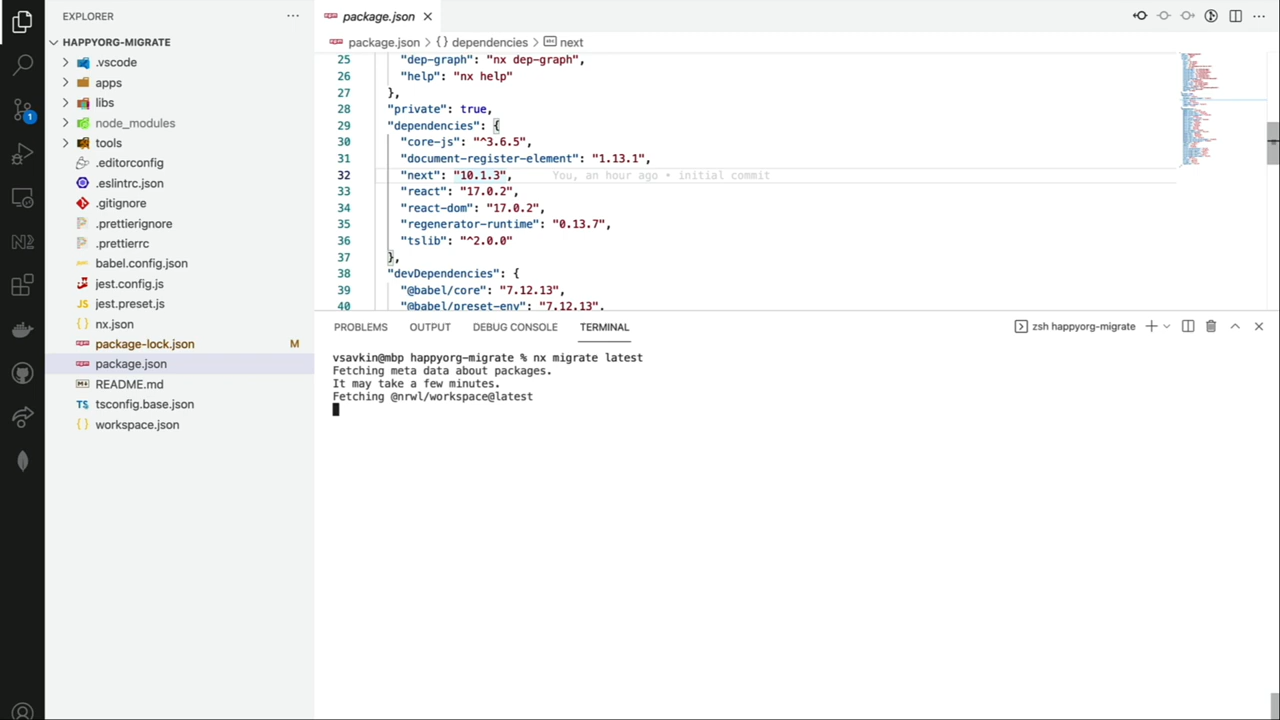 EXPLORER
HAPPYORG-MIGRATE
.vscode
apps
libs
node_modules
tools
.editorconfig
.eslintrc.json
.gitignore
.prettierignore
.prettierrc
babel.config.json
jest.config.js
JS jest.preset.js
{} nx.json
package-lock.json M
package.json
README.md
TS tsconfig.base.json
{} workspace.json
1
package.json
package.json > {} dependencies > abc next
25 "dep-graph": "nx dep-graph",
26 "help": "nx help"
27 },
28 "private": true,
29 "dependencies": {
30 "core-js": "^3.6.5",
31 "document-register-element": "1.13.1",
32 "next": "10.1.3", You, an hour ago • initial commit
33 "react": "17.0.2",
34 "react-dom": "17.0.2",
35 "regenerator-runtime": "0.13.7",
36 "tslib": "^2.0.0"
37 },
38 "devDependencies": {
39 "@babel/core": "7.12.13",
40 "@babel/preset-env": "7.12.13",
PROBLEMS OUTPUT DEBUG CONSOLE TERMINAL
zsh happyorg-migrate
vsavkin@mbp happyorg-migrate % nx migrate latest
Fetching meta data about packages.
It may take a few minutes.
Fetching @nrwl/workspace@latest